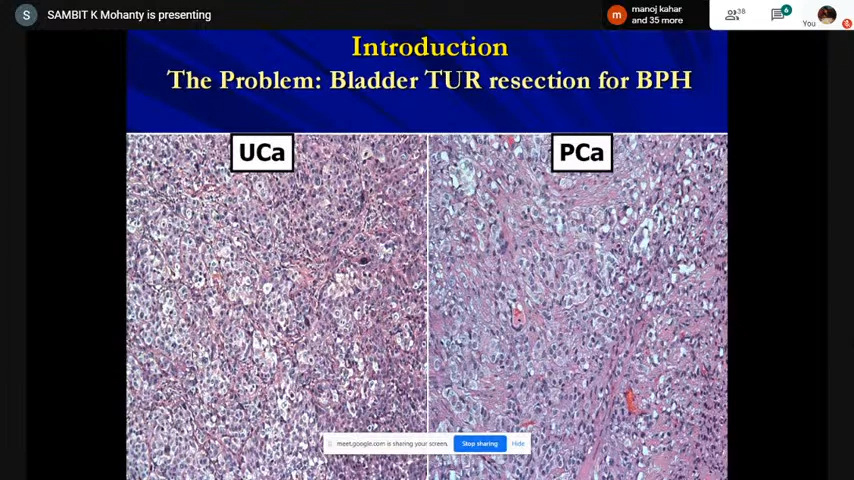 S SAMBIT K Mohanty is presenting
m manoj kahar
and 35 more
38
6
You
Introduction
The Problem: Bladder TUR resection for BPH
UCa
PCa
meet.google.com is sharing your screen. Stop sharing Hide